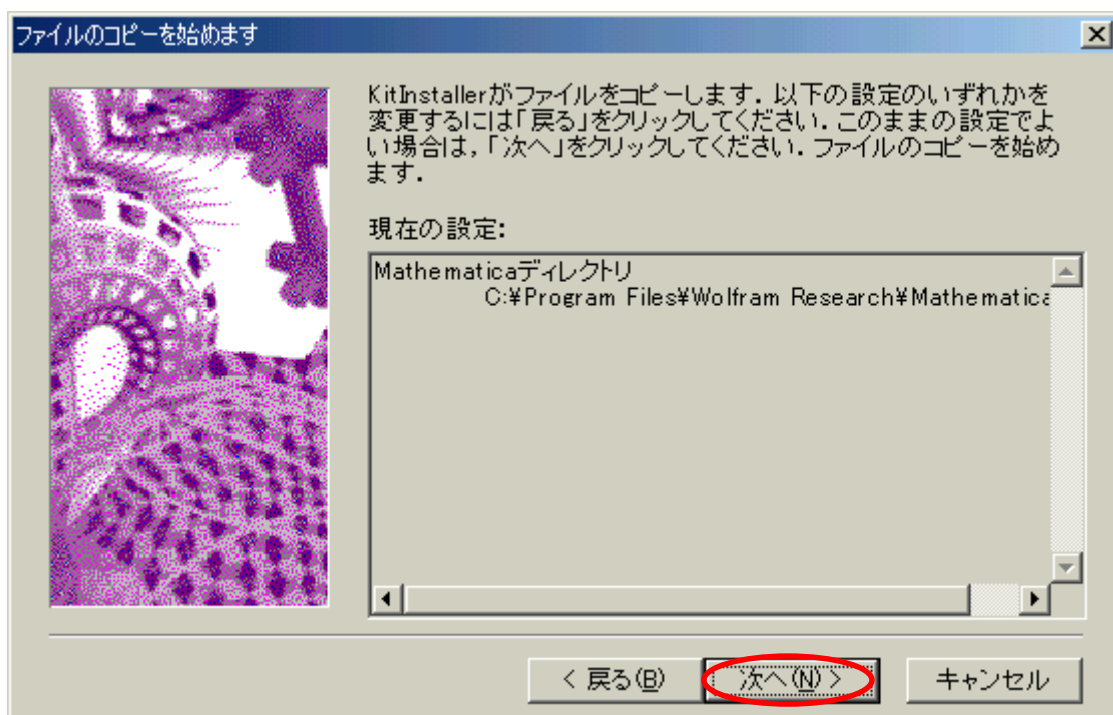 ファイルのコピーを始めます
KitInstallerがファイルをコピーします．以下の設定のいずれかを
変更するには「戻る」をクリックしてください．このままの設定でよ
い場合は，「次へ」をクリックしてください．ファイルのコピーを始め
ます．
現在の設定:
Mathematicaディレクトリ
C:¥Program Files¥Wolfram Research¥Mathematica
< 戻る(B) 次へ(N) > キャンセル